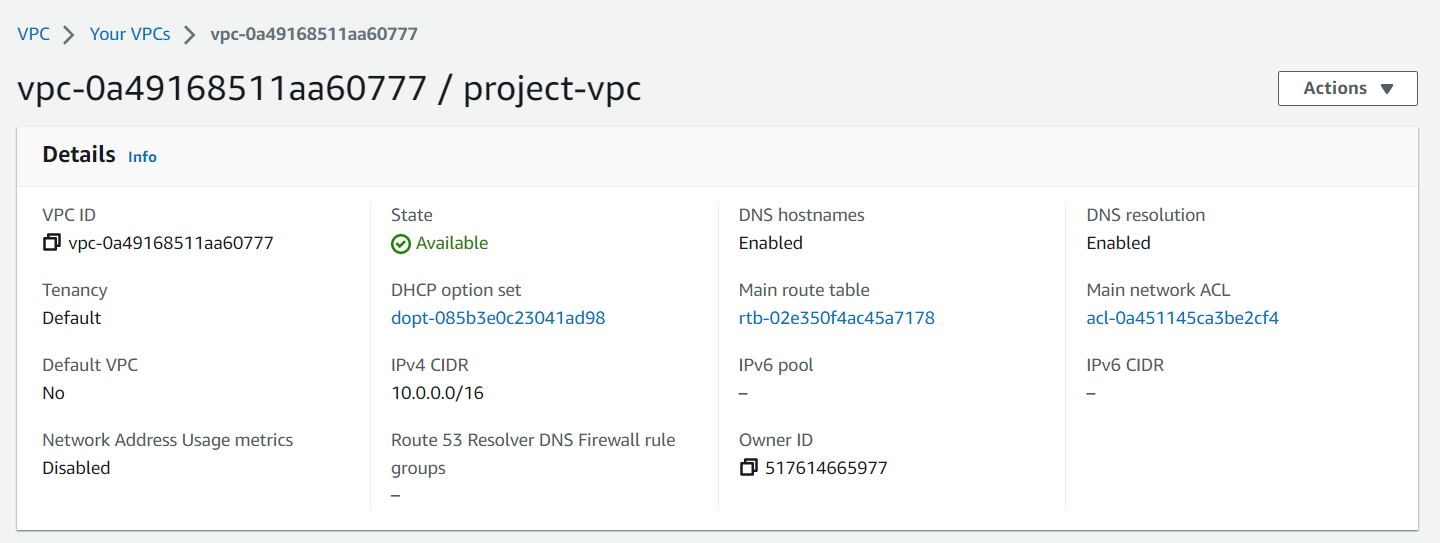 VPC > Your VPCs > vpc-0a49168511aa60777
vpc-0a49168511aa60777 / project-vpc
Actions ▼
Details Info
VPC ID
vpc-0a49168511aa60777
State
Available
DNS hostnames
Enabled
DNS resolution
Enabled
Tenancy
Default
DHCP option set
dopt-085b3e0c23041ad98
Main route table
rtb-02e350f4ac45a7178
Main network ACL
acl-0a451145ca3be2cf4
Default VPC
No
IPv4 CIDR
10.0.0.0/16
IPv6 pool
–
IPv6 CIDR
–
Network Address Usage metrics
Disabled
Route 53 Resolver DNS Firewall rule
groups
–
Owner ID
517614665977